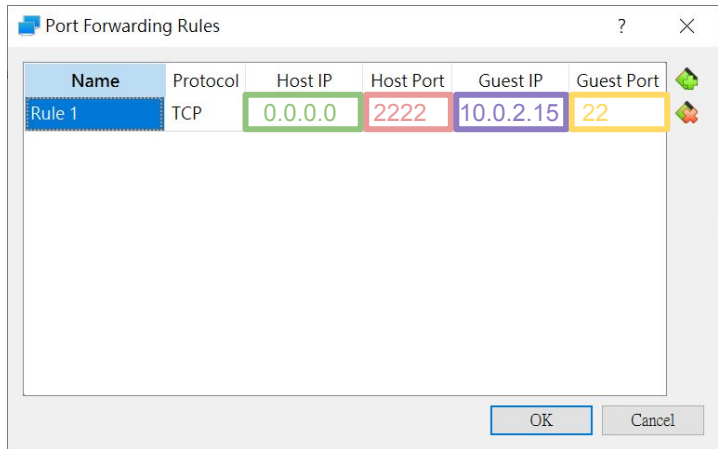 Port Forwarding Rules ?
Name Protocol Host IP Host Port Guest IP Guest Port
Rule 1 TCP 0.0.0.0 2222 10.0.2.15 22
OK Cancel